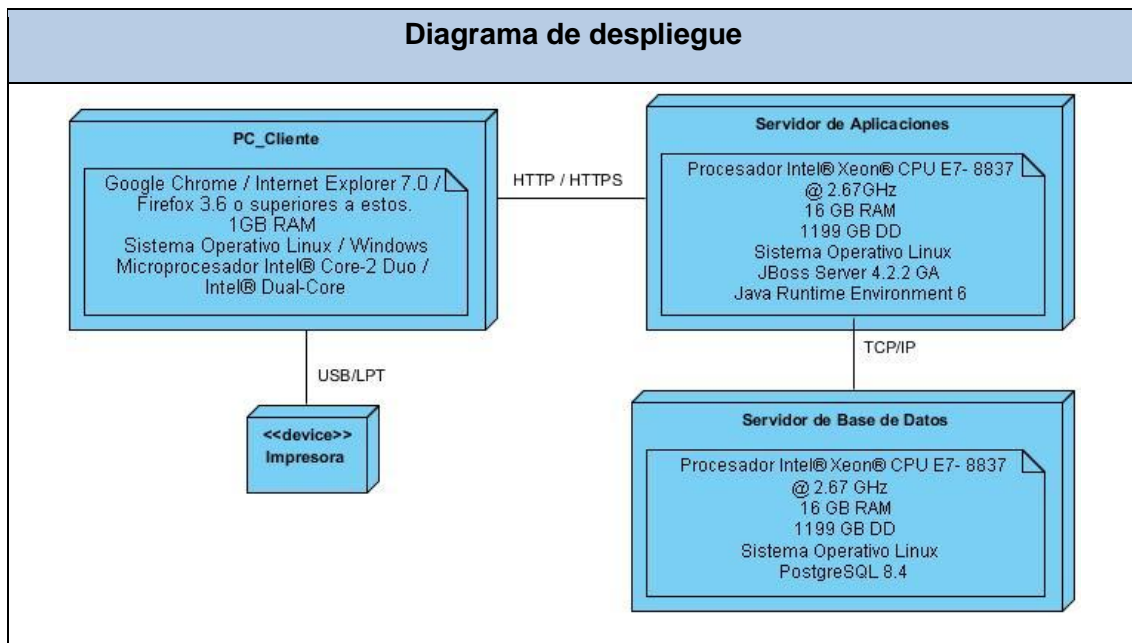 Diagrama de despliegue
PC_Cliente
Google Chrome / Internet Explorer 7.0 /
Firefox 3.6 o superiores a estos.
1GB RAM
Sistema Operativo Linux / Windows
Microprocesador Intel® Core-2 Duo /
Intel® Dual-Core
HTTP / HTTPS
Servidor de Aplicaciones
Procesador Intel® Xeon® CPU E7- 8837
@ 2.67GHz
16 GB RAM
1199 GB DD
Sistema Operativo Linux
JBoss Server 4.2.2 GA
Java Runtime Environment 6
USB/LPT
TCP/IP
<<device>>
Impresora
Servidor de Base de Datos
Procesador Intel® Xeon® CPU E7- 8837
@ 2.67 GHz
16 GB RAM
1199 GB DD
Sistema Operativo Linux
PostgreSQL 8.4